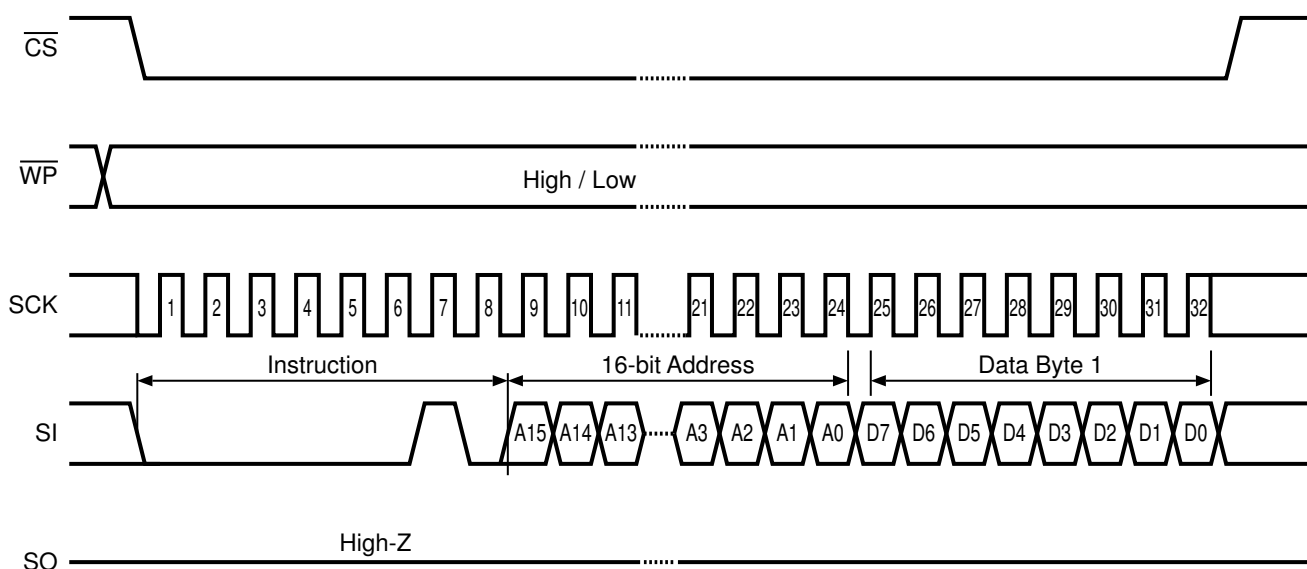 CS
WP
High / Low
SCK
1 2 3 4 5 6 7 8 9 10 11 21 22 23 24 25 26 27 28 29 30 31 32
Instruction
16-bit Address
Data Byte 1
SI
A15 A14 A13 A3 A2 A1 A0 D7 D6 D5 D4 D3 D2 D1 D0
High-Z
SO